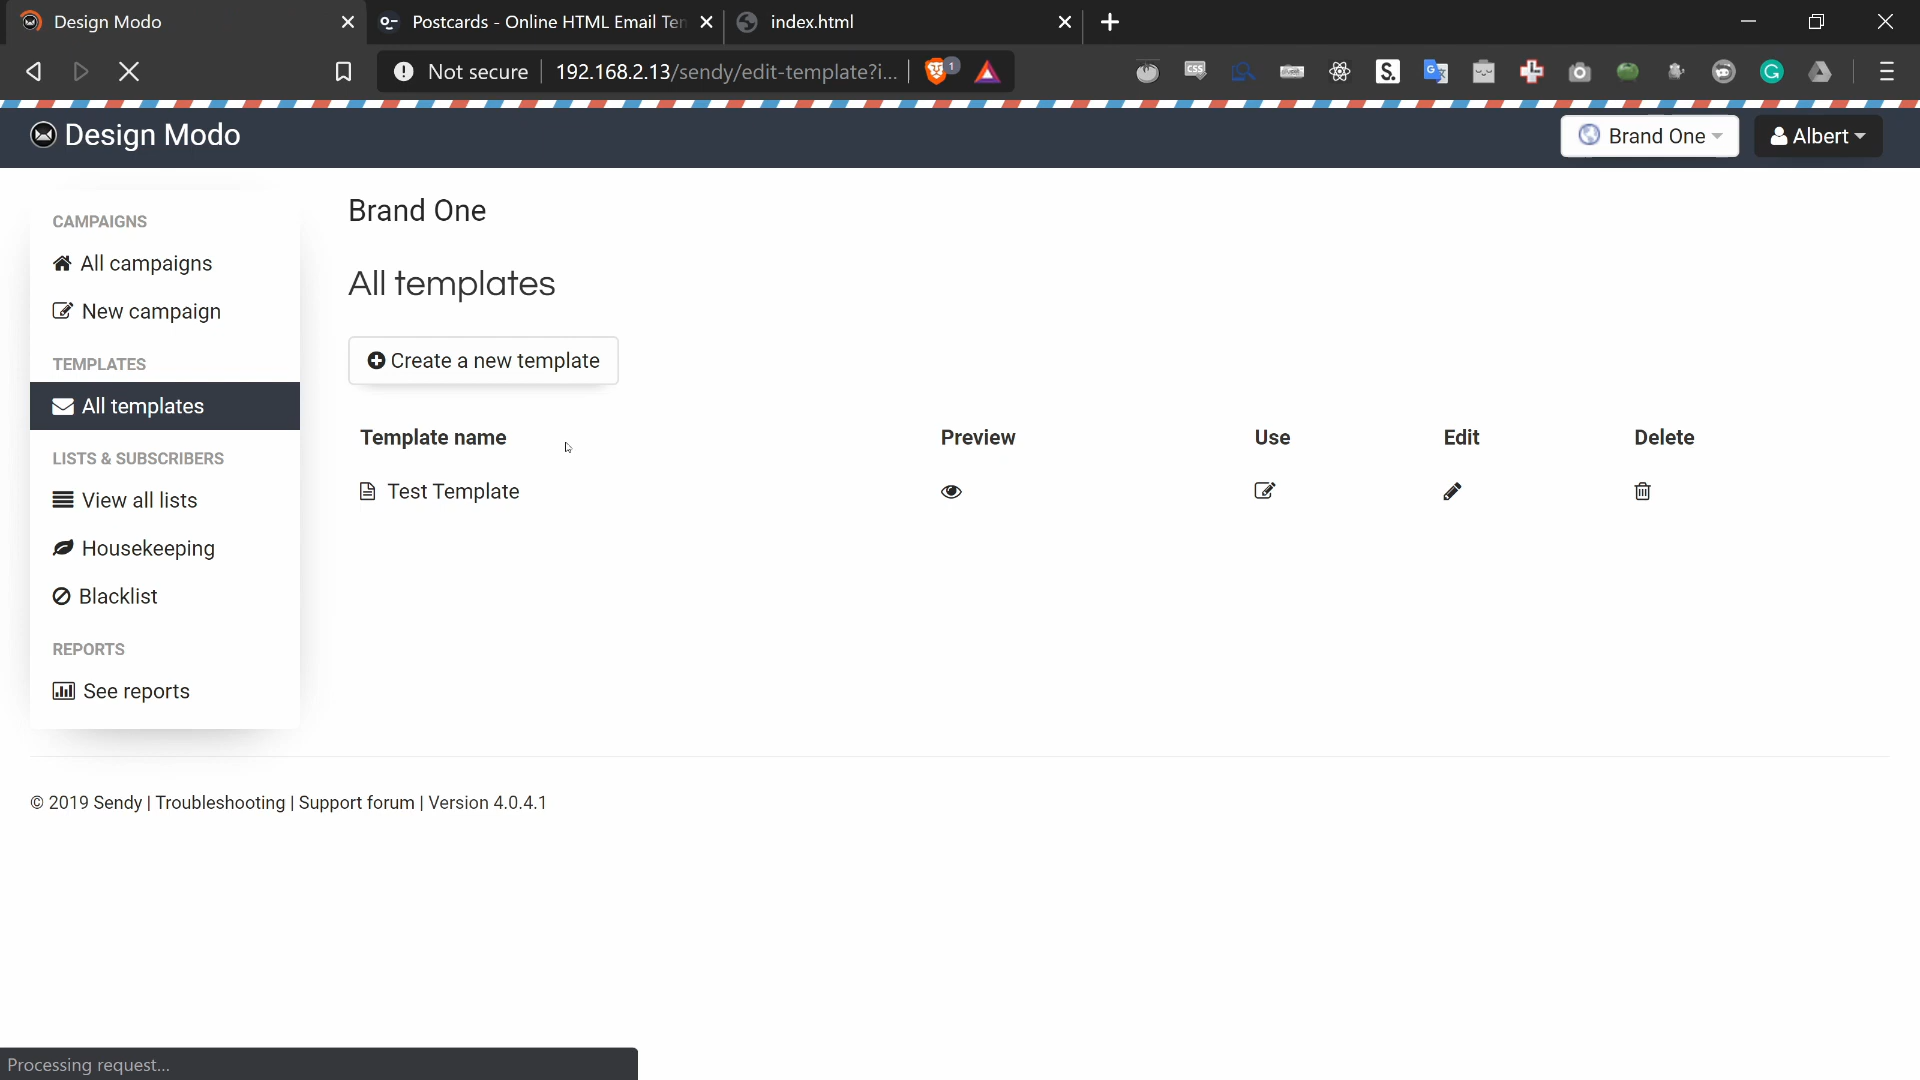 Design Modo
Postcards - Online HTML Email Ten
index.html
Not secure
192.168.2.13/sendy/edit-template?i...
1
CSS
S.
G
Design Modo
Brand One
Albert
CAMPAIGNS
All campaigns
New campaign
TEMPLATES
All templates
LISTS & SUBSCRIBERS
View all lists
Housekeeping
Blacklist
REPORTS
See reports
Brand One
All templates
Create a new template
Template name Preview Use Edit Delete
Test Template
© 2019 Sendy | Troubleshooting | Support forum | Version 4.0.4.1
Processing request...